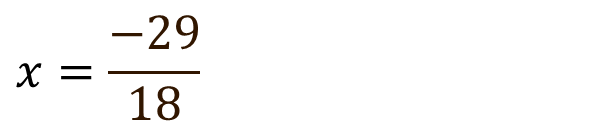 x = −29/18